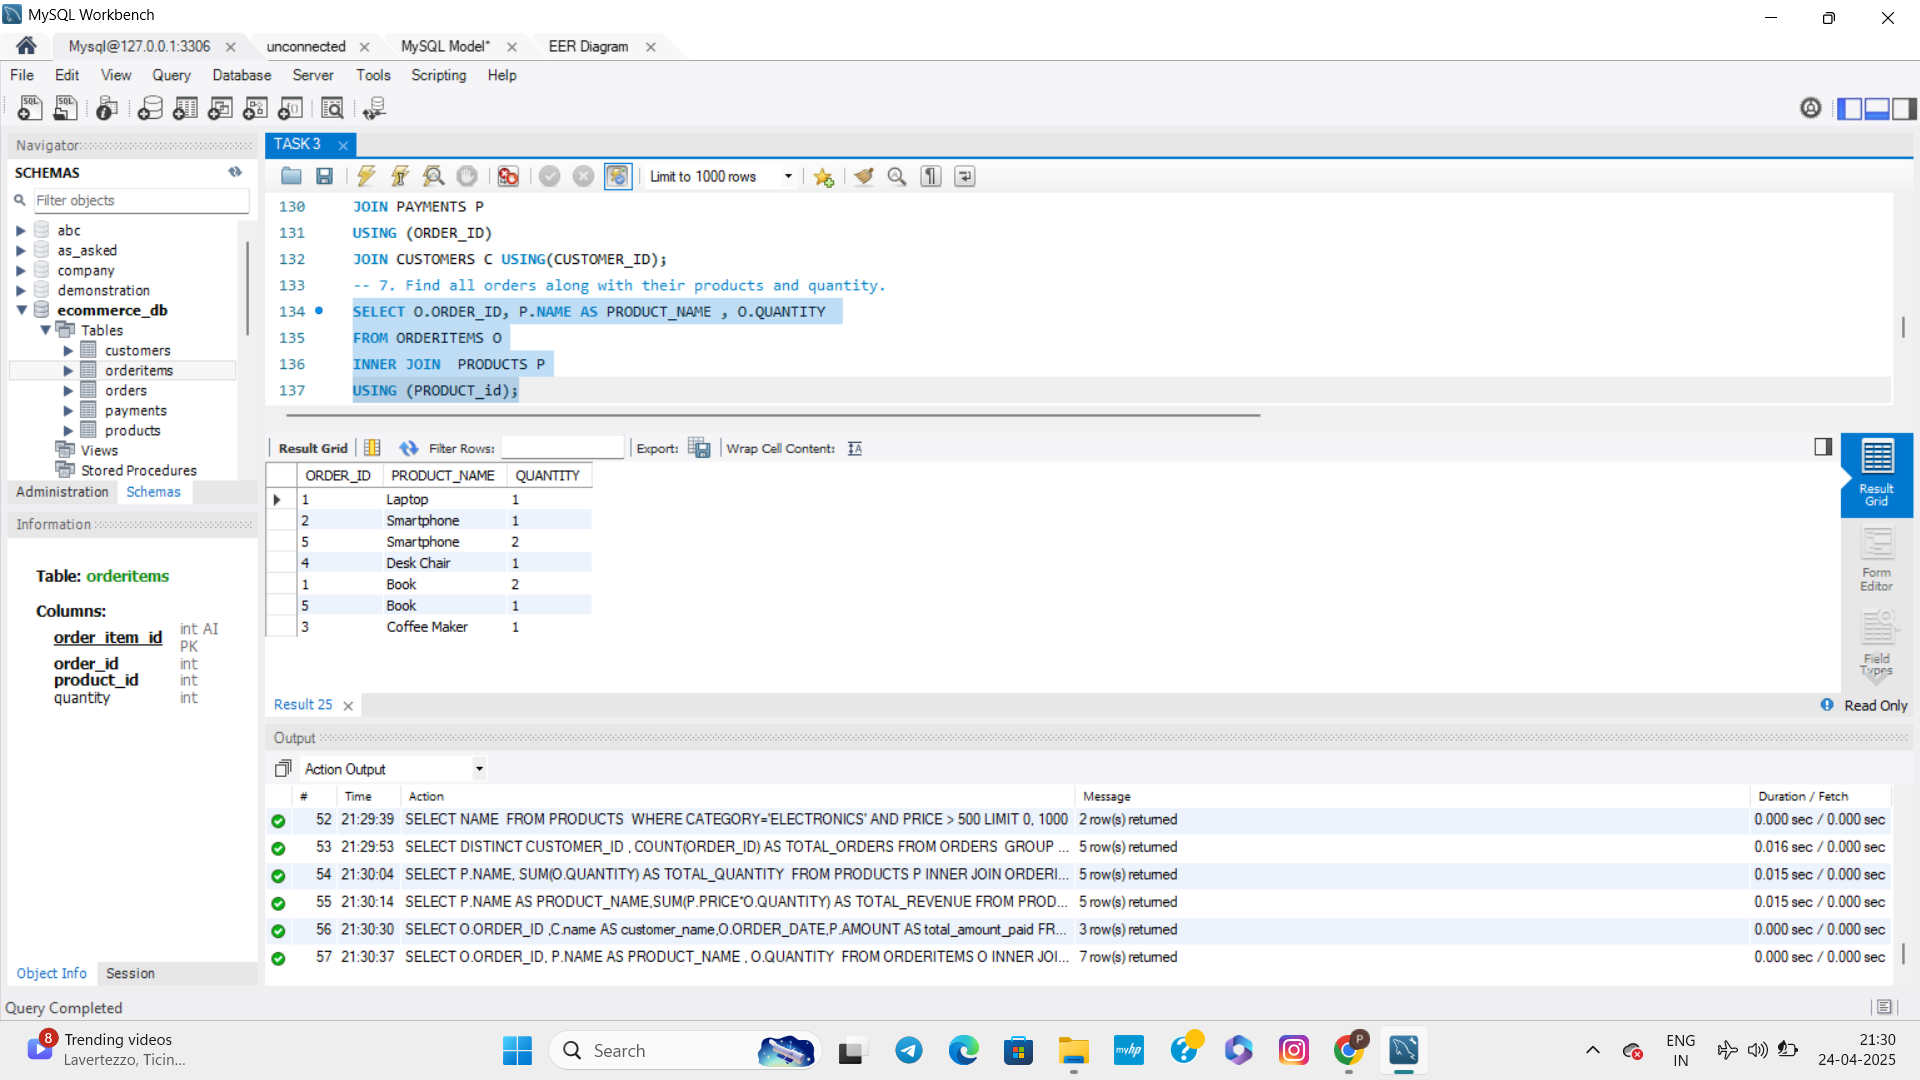 MySQL Workbench
Mysql@127.0.0.1:3306
unconnected
MySQL Model*
EER Diagram
File Edit View Query Database Server Tools Scripting Help
Navigator
SCHEMAS
Filter objects
abc
as_asked
company
demonstration
ecommerce_db
Tables
customers
orderitems
orders
payments
products
Views
Stored Procedures
Administration Schemas
Information
Table: orderitems
Columns:
order_item_id int AI PK
order_id int
product_id int
quantity int
Object Info Session
TASK 3
Limit to 1000 rows
130 JOIN PAYMENTS P
131 USING (ORDER_ID)
132 JOIN CUSTOMERS C USING(CUSTOMER_ID);
133 -- 7. Find all orders along with their products and quantity.
134 SELECT O.ORDER_ID, P.NAME AS PRODUCT_NAME , O.QUANTITY
135 FROM ORDERITEMS O
136 INNER JOIN  PRODUCTS P
137 USING (PRODUCT_id);
Result Grid Filter Rows: Export: Wrap Cell Content:
ORDER_ID PRODUCT_NAME QUANTITY
1 Laptop 1
2 Smartphone 1
5 Smartphone 2
4 Desk Chair 1
1 Book 2
5 Book 1
3 Coffee Maker 1
Result Grid
Form Editor
Field Types
Result 25
Read Only
Output
Action Output
# Time Action Message Duration / Fetch
52 21:29:39 SELECT NAME  FROM PRODUCTS  WHERE CATEGORY='ELECTRONICS' AND PRICE > 500 LIMIT 0, 1000 2 row(s) returned 0.000 sec / 0.000 sec
53 21:29:53 SELECT DISTINCT CUSTOMER_ID , COUNT(ORDER_ID) AS TOTAL_ORDERS FROM ORDERS  GROUP ... 5 row(s) returned 0.016 sec / 0.000 sec
54 21:30:04 SELECT P.NAME, SUM(O.QUANTITY) AS TOTAL_QUANTITY  FROM PRODUCTS P INNER JOIN ORDERI... 5 row(s) returned 0.015 sec / 0.000 sec
55 21:30:14 SELECT P.NAME AS PRODUCT_NAME,SUM(P.PRICE*O.QUANTITY) AS TOTAL_REVENUE FROM PROD... 5 row(s) returned 0.015 sec / 0.000 sec
56 21:30:30 SELECT O.ORDER_ID ,C.name AS customer_name,O.ORDER_DATE,P.AMOUNT AS total_amount_paid FR... 3 row(s) returned 0.000 sec / 0.000 sec
57 21:30:37 SELECT O.ORDER_ID, P.NAME AS PRODUCT_NAME , O.QUANTITY  FROM ORDERITEMS O INNER JOI... 7 row(s) returned 0.000 sec / 0.000 sec
Query Completed
8
Trending videos
Lavertezzo, Ticin...
Search
myhp
P
ENG
IN
21:30
24-04-2025